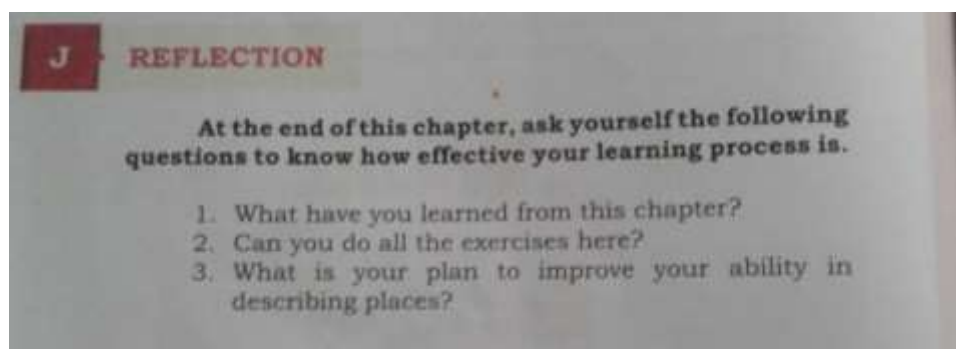 J REFLECTION
At the end of this chapter, ask yourself the following
questions to know how effective your learning process is.
1. What have you learned from this chapter?
2. Can you do all the exercises here?
3. What is your plan to improve your ability in
describing places?